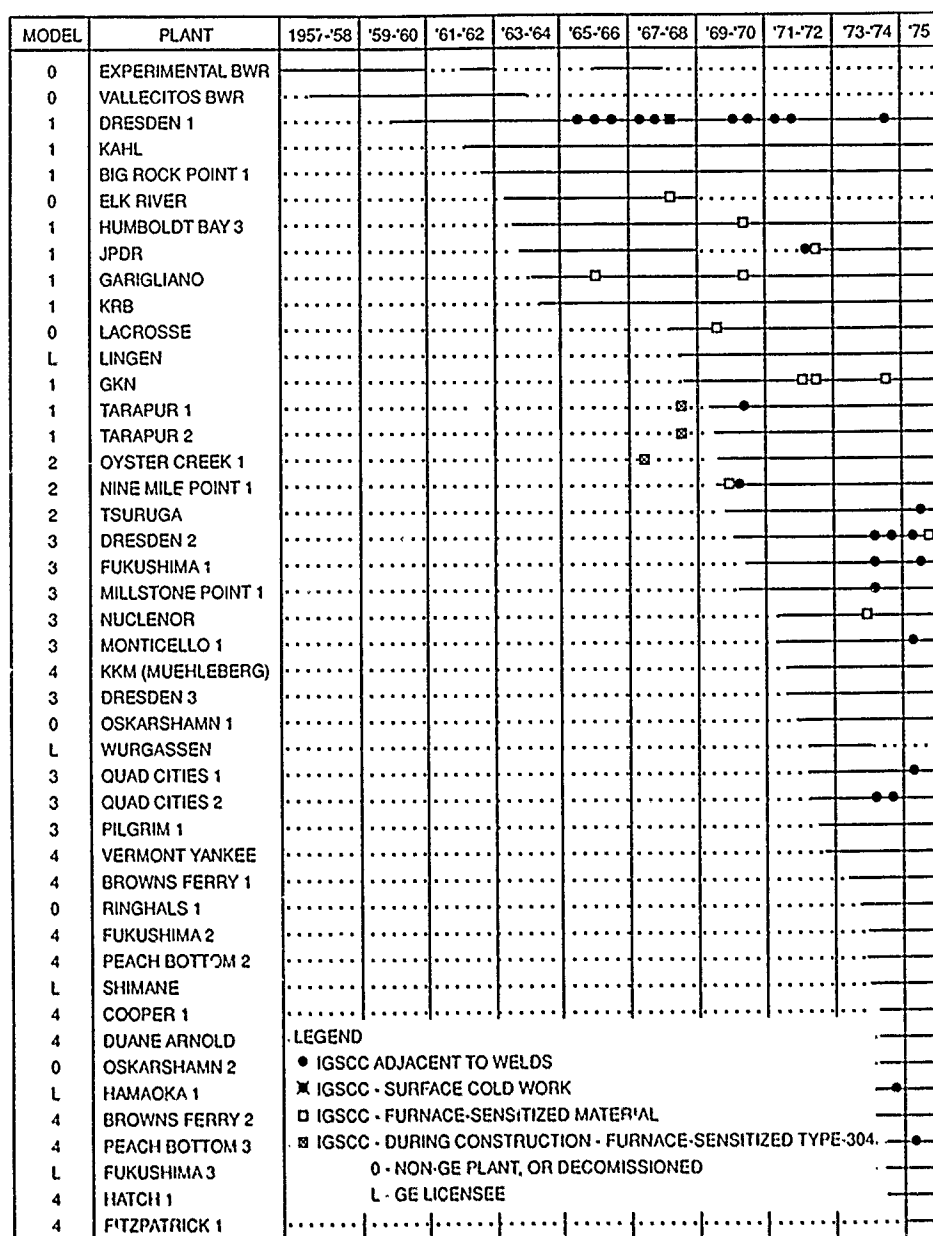 MODEL PLANT 1957-'58 '59-'60 '61-'62 '63-'64 '65-'66 '67-'68 '69-'70 '71-'72 '73-'74 '75
0 EXPERIMENTAL BWR
0 VALLECITOS BWR
1 DRESDEN 1
1 KAHL
1 BIG ROCK POINT 1
0 ELK RIVER
1 HUMBOLDT BAY 3
1 JPDR
1 GARIGLIANO
1 KRB
0 LACROSSE
L LINGEN
1 GKN
1 TARAPUR 1
1 TARAPUR 2
2 OYSTER CREEK 1
2 NINE MILE POINT 1
2 TSURUGA
3 DRESDEN 2
3 FUKUSHIMA 1
3 MILLSTONE POINT 1
3 NUCLENOR
3 MONTICELLO 1
4 KKM (MUEHLEBERG)
3 DRESDEN 3
0 OSKARSHAMN 1
L WURGASSEN
3 QUAD CITIES 1
3 QUAD CITIES 2
3 PILGRIM 1
4 VERMONT YANKEE
4 BROWNS FERRY 1
0 RINGHALS 1
4 FUKUSHIMA 2
4 PEACH BOTTOM 2
L SHIMANE
4 COOPER 1
4 DUANE ARNOLD
0 OSKARSHAMN 2
L HAMAOKA 1
4 BROWNS FERRY 2
4 PEACH BOTTOM 3
L FUKUSHIMA 3
4 HATCH 1
4 FITZPATRICK 1
LEGEND
● IGSCC ADJACENT TO WELDS
✖ IGSCC - SURFACE COLD WORK
□ IGSCC - FURNACE-SENSITIZED MATERIAL
⊠ IGSCC - DURING CONSTRUCTION - FURNACE-SENSITIZED TYPE-304
0 - NON-GE PLANT, OR DECOMISSIONED
L - GE LICENSEE